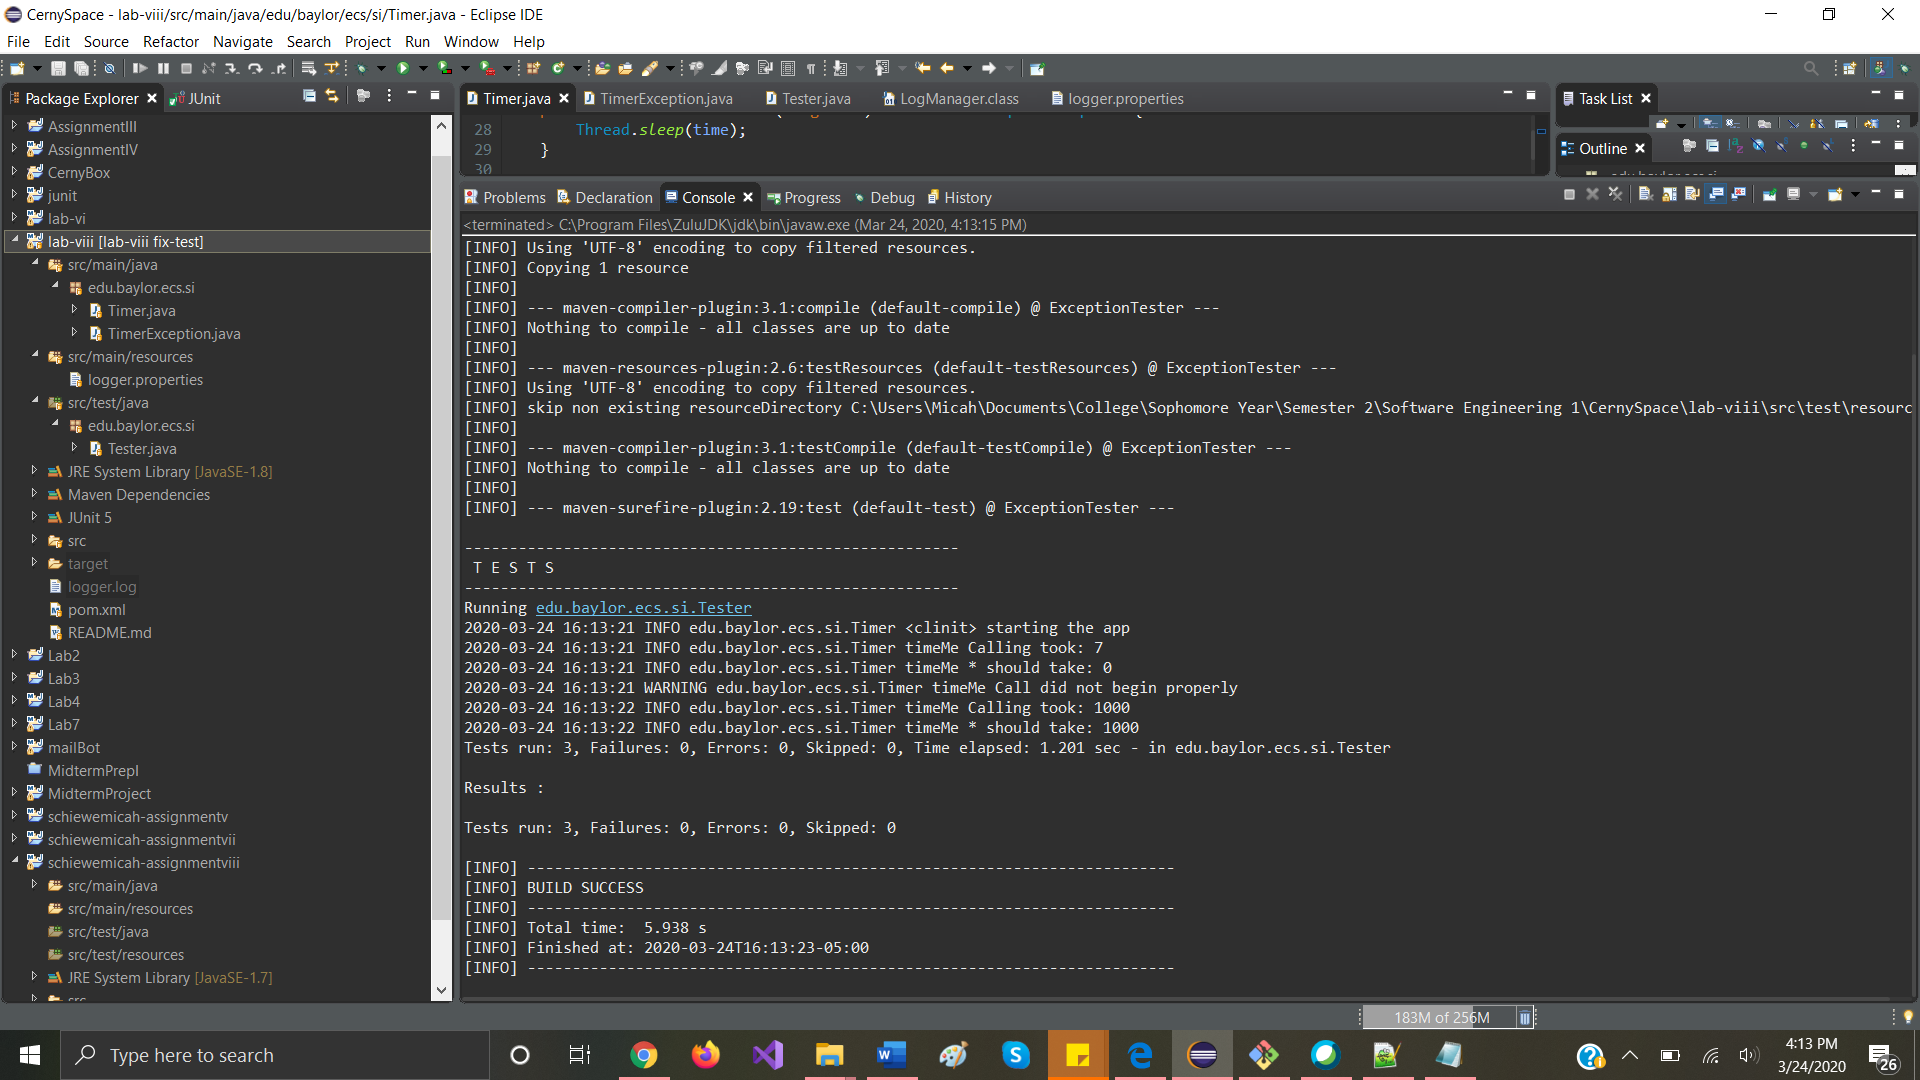 CernySpace - lab-viii/src/main/java/edu/baylor/ecs/si/Timer.java - Eclipse IDE
File Edit Source Refactor Navigate Search Project Run Window Help
Package Explorer
JUnit
AssignmentIII
AssignmentIV
CernyBox
junit
lab-vi
lab-viii [lab-viii fix-test]
src/main/java
edu.baylor.ecs.si
Timer.java
TimerException.java
src/main/resources
logger.properties
src/test/java
edu.baylor.ecs.si
Tester.java
JRE System Library [JavaSE-1.8]
Maven Dependencies
JUnit 5
src
target
logger.log
pom.xml
README.md
Lab2
Lab3
Lab4
Lab7
mailBot
MidtermPrepI
MidtermProject
schiewemicah-assignmentv
schiewemicah-assignmentvii
schiewemicah-assignmentviii
src/main/java
src/main/resources
src/test/java
src/test/resources
JRE System Library [JavaSE-1.7]
src
Timer.java TimerException.java Tester.java LogManager.class logger.properties
28 Thread.sleep(time);
29 }
30
Task List
Outline
edu.baylor.ecs.si
Problems Declaration Console Progress Debug History
<terminated> C:\Program Files\ZuluJDK\jdk\bin\javaw.exe (Mar 24, 2020, 4:13:15 PM)
[INFO] Using 'UTF-8' encoding to copy filtered resources.
[INFO] Copying 1 resource
[INFO]
[INFO] --- maven-compiler-plugin:3.1:compile (default-compile) @ ExceptionTester ---
[INFO] Nothing to compile - all classes are up to date
[INFO]
[INFO] --- maven-resources-plugin:2.6:testResources (default-testResources) @ ExceptionTester ---
[INFO] Using 'UTF-8' encoding to copy filtered resources.
[INFO] skip non existing resourceDirectory C:\Users\Micah\Documents\College\Sophomore Year\Semester 2\Software Engineering 1\CernySpace\lab-viii\src\test\resourc
[INFO]
[INFO] --- maven-compiler-plugin:3.1:testCompile (default-testCompile) @ ExceptionTester ---
[INFO] Nothing to compile - all classes are up to date
[INFO]
[INFO] --- maven-surefire-plugin:2.19:test (default-test) @ ExceptionTester ---
-------------------------------------------------------
T E S T S
-------------------------------------------------------
Running edu.baylor.ecs.si.Tester
2020-03-24 16:13:21 INFO edu.baylor.ecs.si.Timer <clinit> starting the app
2020-03-24 16:13:21 INFO edu.baylor.ecs.si.Timer timeMe Calling took: 7
2020-03-24 16:13:21 INFO edu.baylor.ecs.si.Timer timeMe * should take: 0
2020-03-24 16:13:21 WARNING edu.baylor.ecs.si.Timer timeMe Call did not begin properly
2020-03-24 16:13:22 INFO edu.baylor.ecs.si.Timer timeMe Calling took: 1000
2020-03-24 16:13:22 INFO edu.baylor.ecs.si.Timer timeMe * should take: 1000
Tests run: 3, Failures: 0, Errors: 0, Skipped: 0, Time elapsed: 1.201 sec - in edu.baylor.ecs.si.Tester
Results :
Tests run: 3, Failures: 0, Errors: 0, Skipped: 0
[INFO] ------------------------------------------------------------------------
[INFO] BUILD SUCCESS
[INFO] ------------------------------------------------------------------------
[INFO] Total time: 5.938 s
[INFO] Finished at: 2020-03-24T16:13:23-05:00
[INFO] ------------------------------------------------------------------------
183M of 256M
Type here to search
4:13 PM
3/24/2020
26